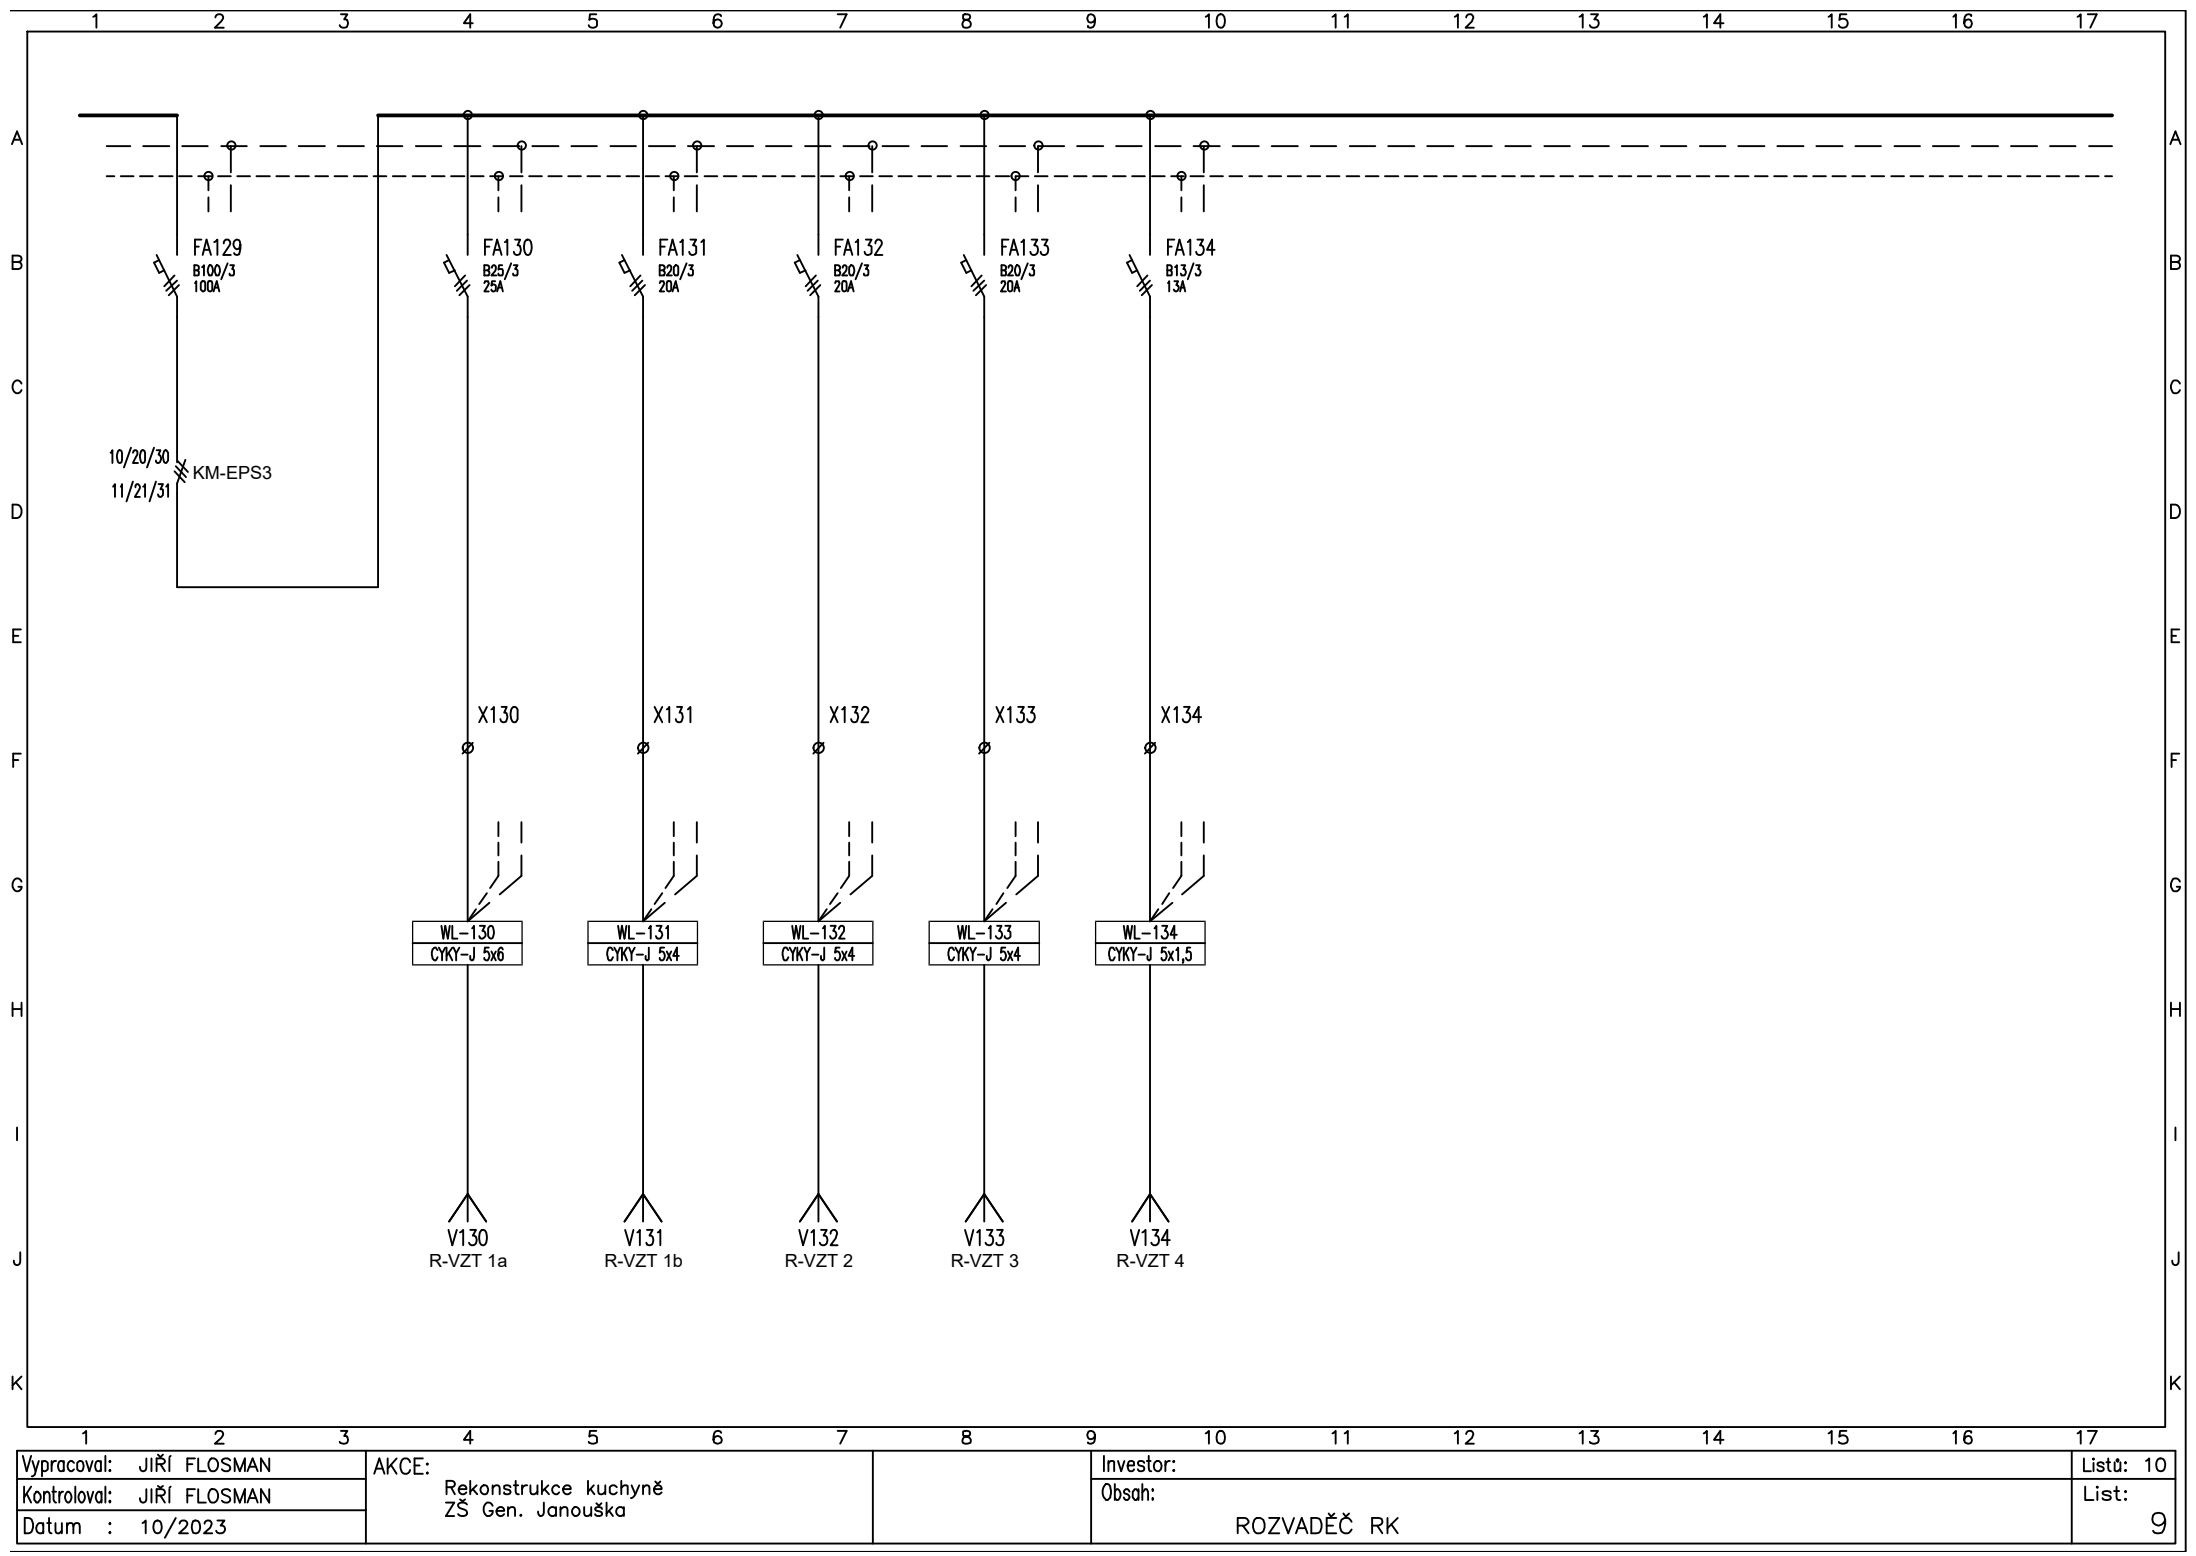 1 2 3 4 5 6 7 8 9 10 11 12 13 14 15 16 17
A A
FA129 FA130 FA131 FA132 FA133 FA134
B B100/3 B25/3 B20/3 B20/3 B20/3 B13/3 B
100A 25A 20A 20A 20A 13A
C C
10/20/30
KM-EPS3
11/21/31
D D
E E
X130 X131 X132 X133 X134
F F
G G
WL-130 WL-131 WL-132 WL-133 WL-134
CYKY-J 5x6 CYKY-J 5x4 CYKY-J 5x4 CYKY-J 5x4 CYKY-J 5x1,5
H H
I I
V130 V131 V132 V133 V134
J R-VZT 1a R-VZT 1b R-VZT 2 R-VZT 3 R-VZT 4 J
K K
1 2 3 4 5 6 7 8 9 10 11 12 13 14 15 16 17
Vypracoval: JIŘÍ FLOSMAN
Kontroloval: JIŘÍ FLOSMAN
Datum : 10/2023
AKCE:
Rekonstrukce kuchyně
ZŠ Gen. Janouška
Investor:
Obsah:
ROZVADĚČ RK
Listů: 10
List:
9